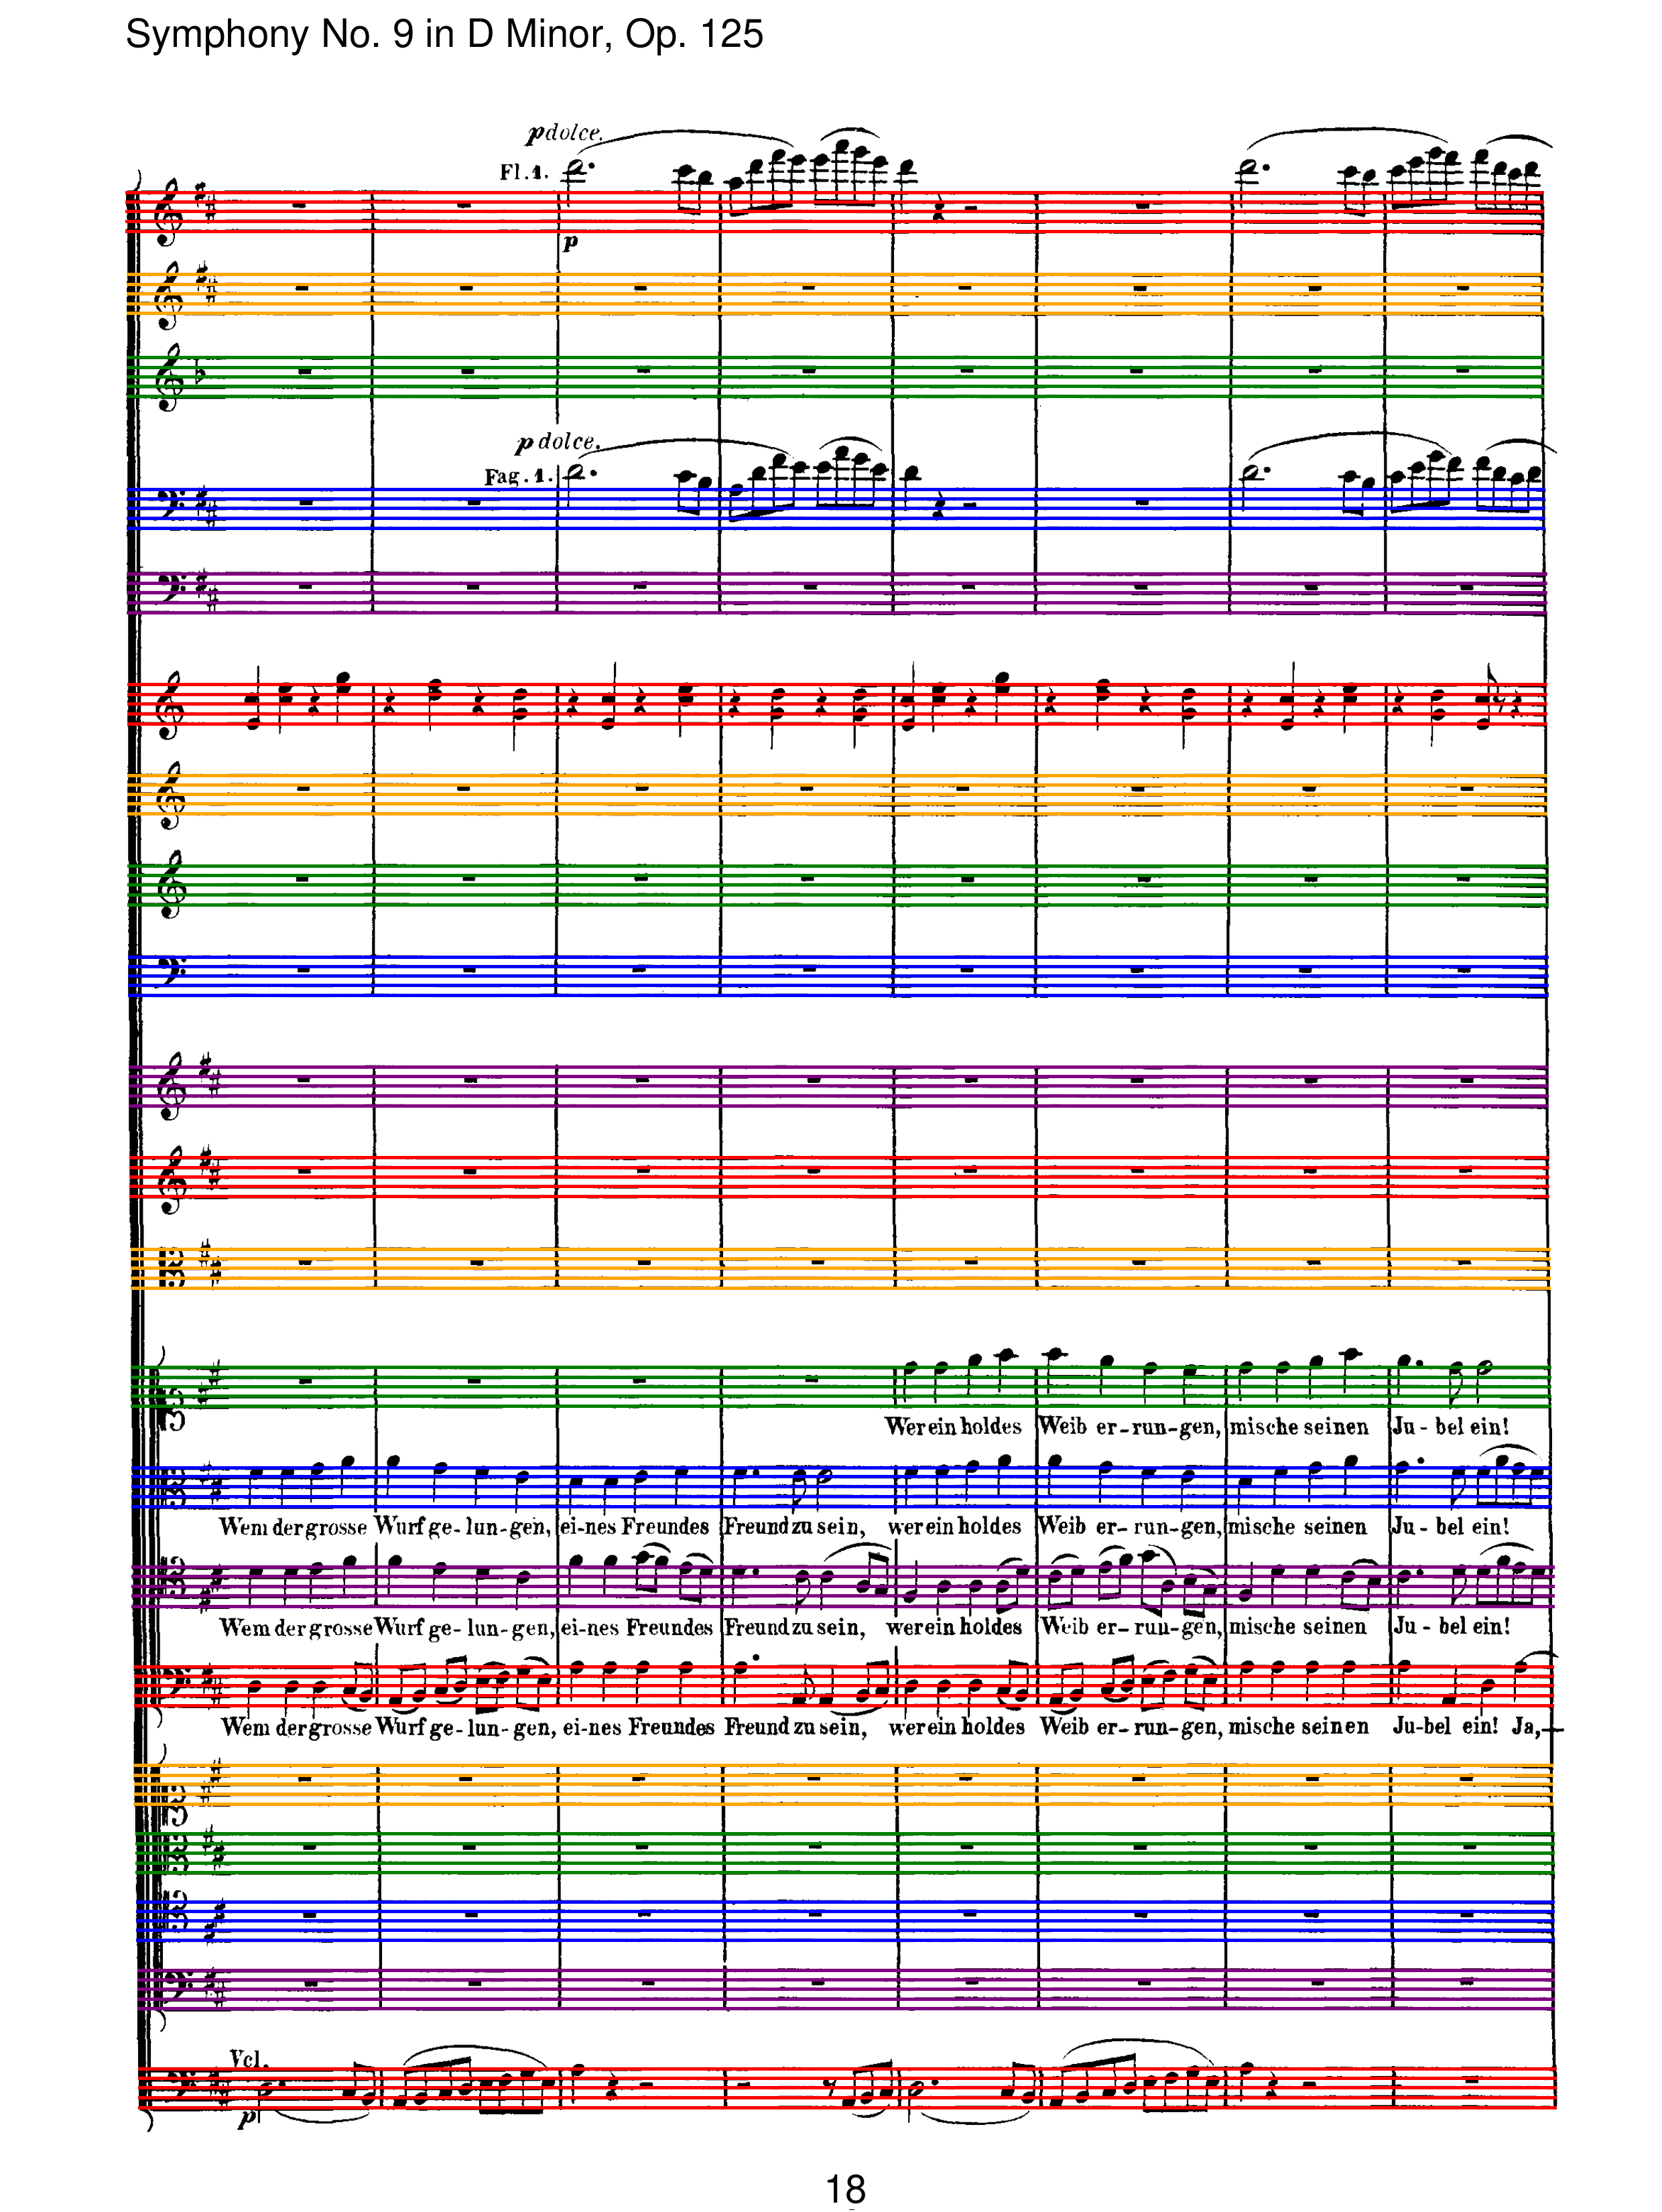 Symphony No. 9 in D Minor, Op. 125
p dolce.
Fl. 1.
p
p dolce.
Fag. 1.
Wer ein holdes Weib er-run-gen, mische seinen Ju-bel ein!
Wem der grosse Wurf ge-lun-gen, ei-nes Freundes Freund zu sein, wer ein holdes Weib er-run-gen, mische seinen Ju-bel ein!
Wem der grosse Wurf ge-lun-gen, ei-nes Freundes Freund zu sein, wer ein holdes Weib er-run-gen, mische seinen Ju-bel ein!
Wem der grosse Wurf ge-lun-gen, ei-nes Freundes Freund zu sein, wer ein holdes Weib er-run-gen, mische seinen Ju-bel ein! Ja,
Vcl.
p
18